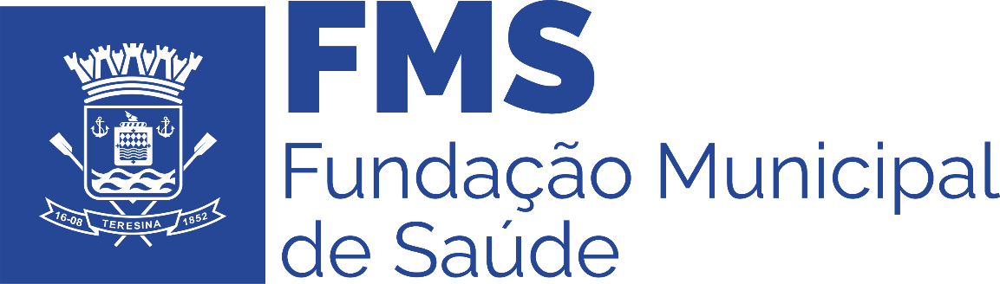 FMS
Fundação Municipal
de Saúde
16-08 TERESINA 1852